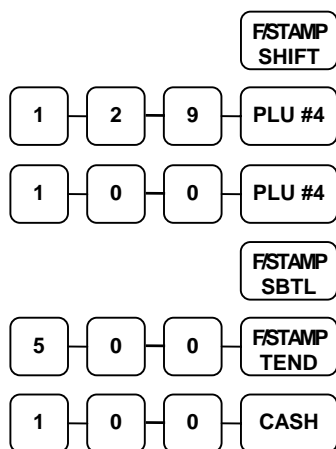 F/STAMP
SHIFT
1 2 9 PLU #4
1 0 0 PLU #4
F/STAMP
SBTL
5 0 0 F/STAMP
TEND
1 0 0 CASH